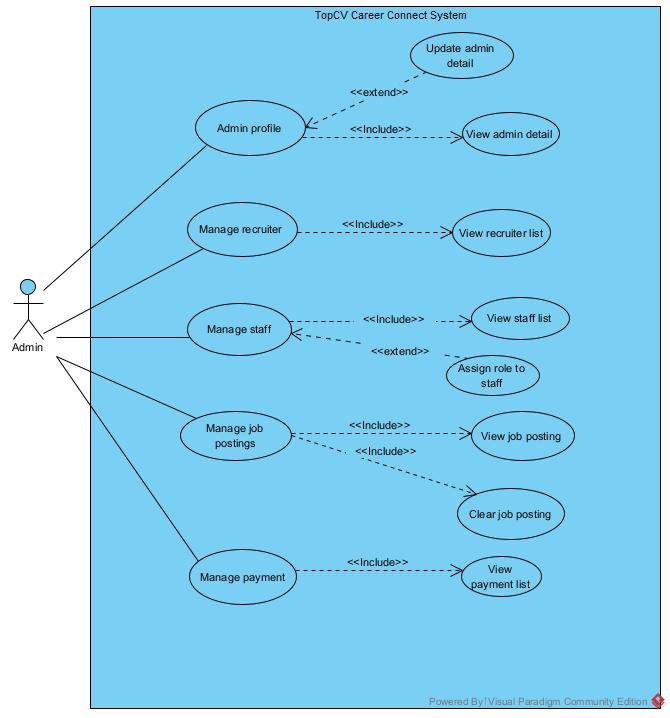 TopCV Career Connect System
Update admin
detail
<<extend>>
Admin profile
<<Include>>
View admin detail
Manage recruiter
<<Include>>
View recruiter list
Admin
Manage staff
<<Include>>
View staff list
<<extend>>
Assign role to
staff
Manage job
postings
<<Include>>
View job posting
<<Include>>
Clear job posting
Manage payment
<<Include>>
View
payment list
Powered By Visual Paradigm Community Edition